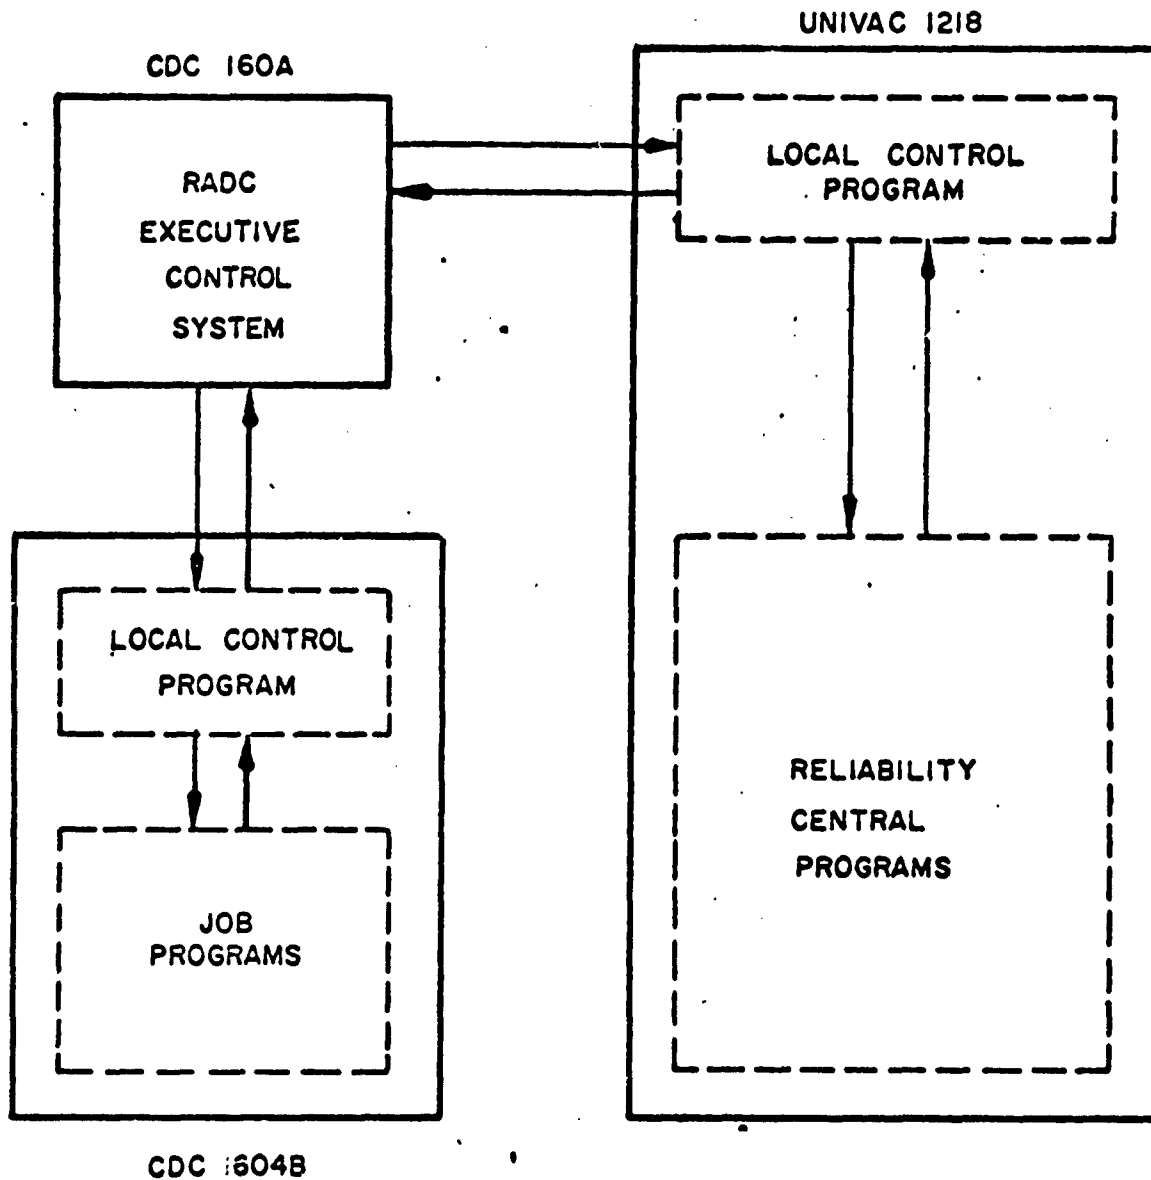 UNIVAC 1218
CDC 160A
RADC
EXECUTIVE
CONTROL
SYSTEM
LOCAL CONTROL
PROGRAM
LOCAL CONTROL
PROGRAM
JOB
PROGRAMS
RELIABILITY
CENTRAL
PROGRAMS
CDC 1604B